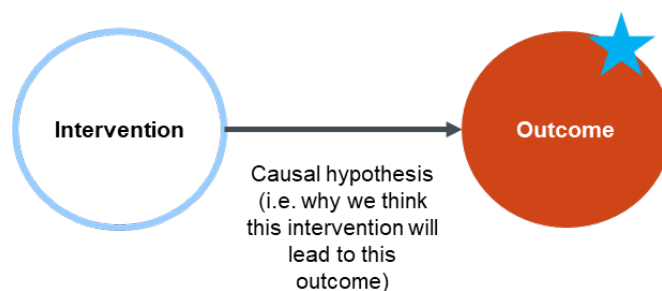 Intervention
Outcome
Causal hypothesis
(i.e. why we think
this intervention will
lead to this
outcome)